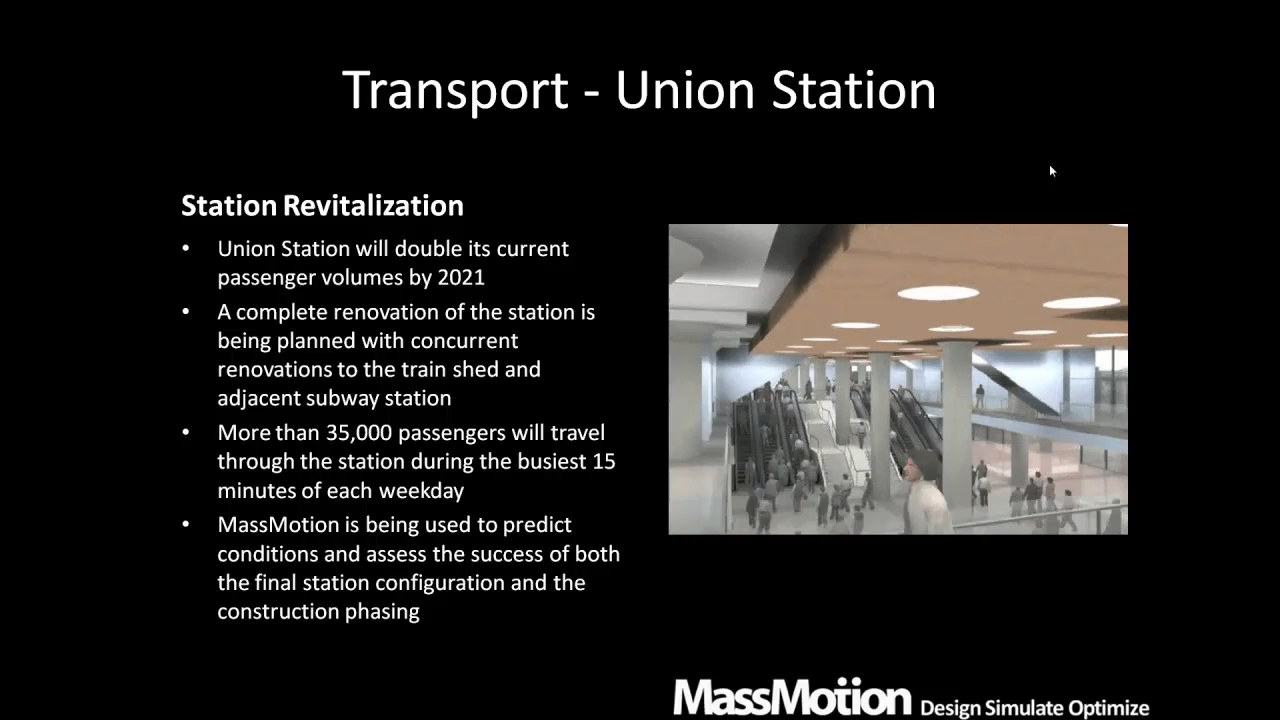 Transport - Union Station
Station Revitalization
• Union Station will double its current
passenger volumes by 2021
• A complete renovation of the station is
being planned with concurrent
renovations to the train shed and
adjacent subway station
• More than 35,000 passengers will travel
through the station during the busiest 15
minutes of each weekday
• MassMotion is being used to predict
conditions and assess the success of both
the final station configuration and the
construction phasing
MassMotion Design Simulate Optimize